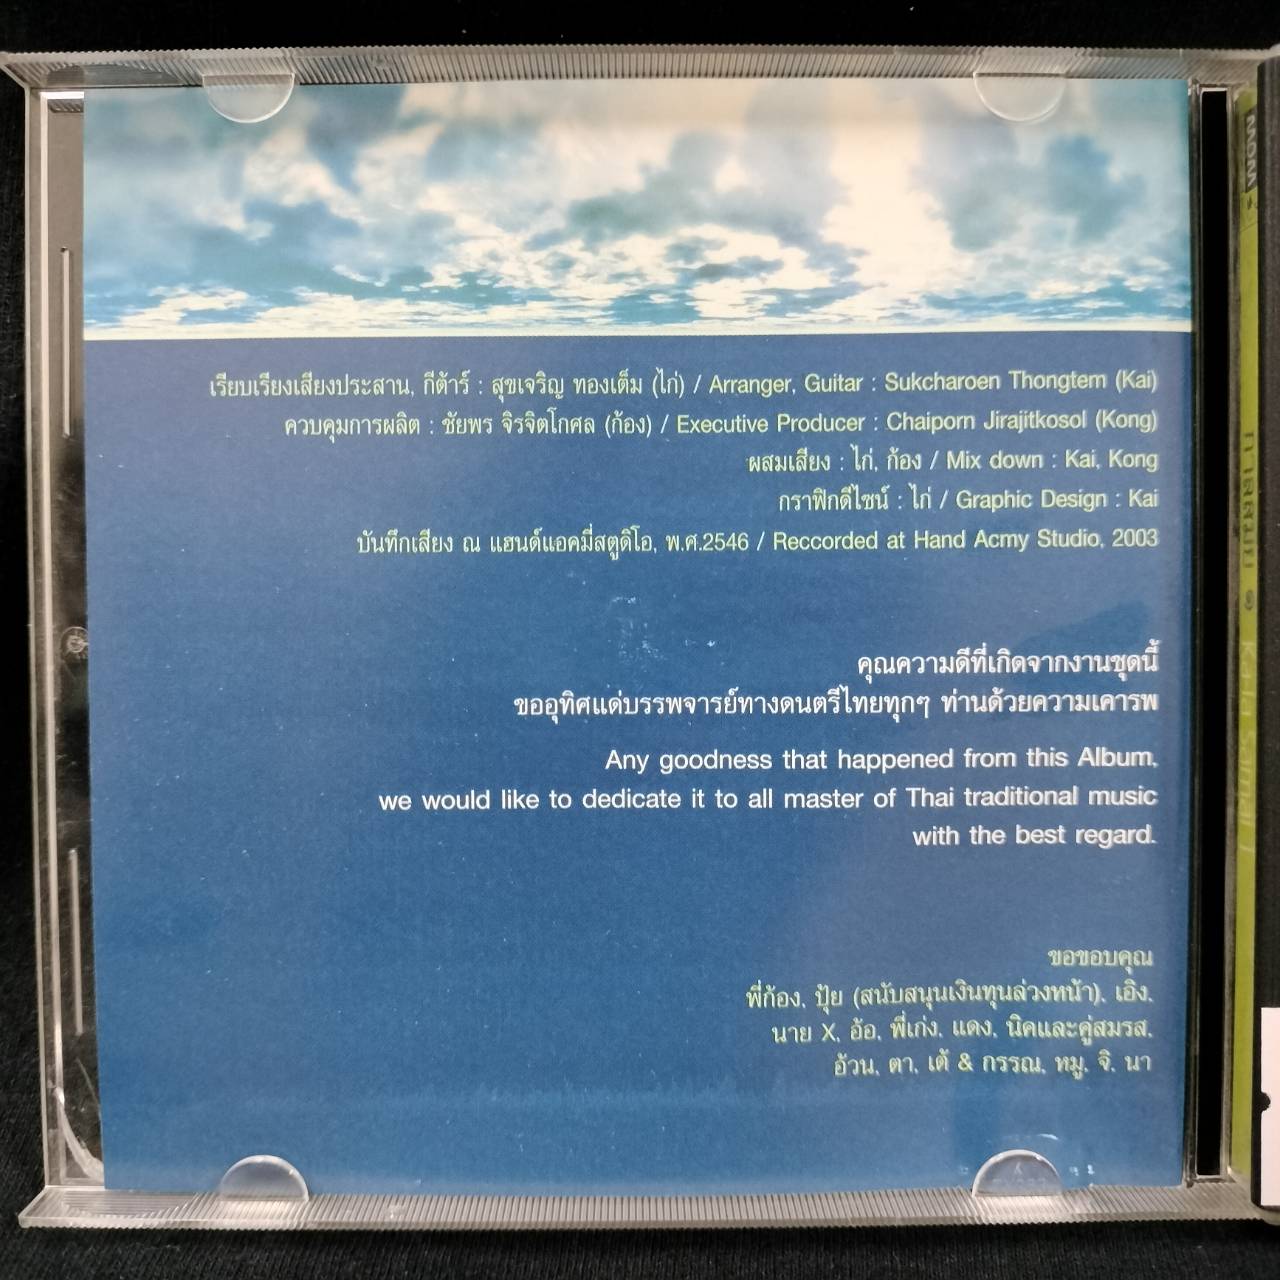 เรียบเรียงเสียงประสาน, กีต้าร์ : สุขเจริญ ทองเต็ม (ไก่) / Arranger, Guitar : Sukcharoen Thongtem (Kai)
ควบคุมการผลิต : ชัยพร จิรจิตโกศล (ก้อง) / Executive Producer : Chaiporn Jirajitkosol (Kong)
ผสมเสียง : ไก่, ก้อง / Mix down : Kai, Kong
กราฟิกดีไซน์ : ไก่ / Graphic Design : Kai
บันทึกเสียง ณ แฮนด์แอคมี่สตูดิโอ, พ.ศ.2546 / Reccorded at Hand Acmy Studio, 2003
คุณความดีที่เกิดจากงานชุดนี้
ขออุทิศแด่บรรพจารย์ทางดนตรีไทยทุกๆ ท่านด้วยความเคารพ
Any goodness that happened from this Album,
we would like to dedicate it to all master of Thai traditional music
with the best regard.
ขอขอบคุณ
พี่ก้อง, ปุ้ย (สนับสนุนเงินทุนล่วงหน้า), เอิง,
นาย X, อ้อ, พี่เก่ง, แดง, นิคและคู่สมรส,
อ้วน, ตา, เต้ & กรรณ, หมู, จิ, นา